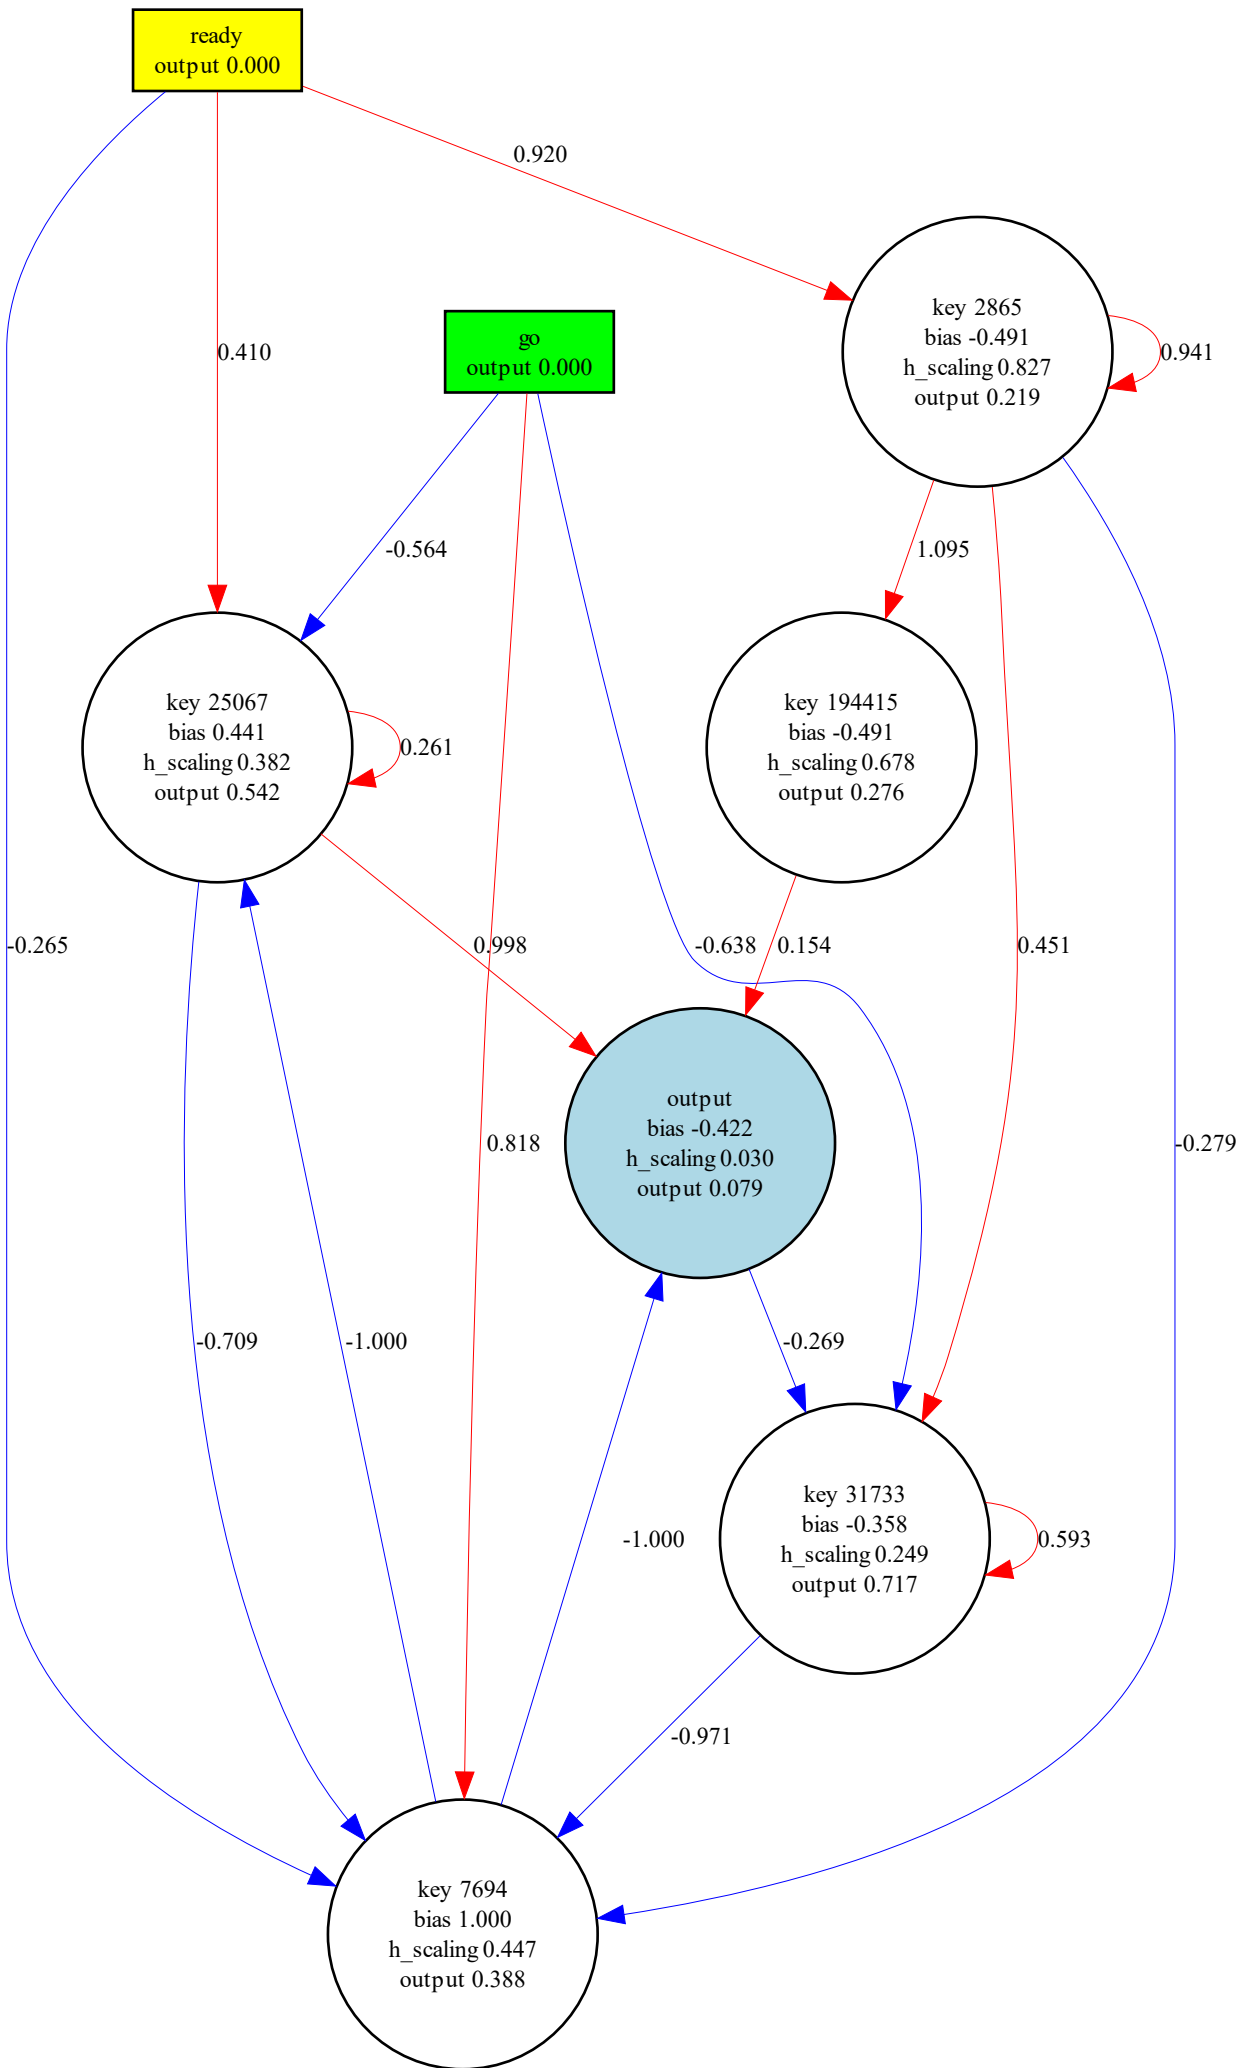 ready
output 0.000
0.920
go
output 0.000
key 2865
bias -0.491
h_scaling 0.827
output 0.219
0.410
0.941
-0.564
1.095
key 25067
bias 0.441
h_scaling 0.382
output 0.542
0.261
key 194415
bias -0.491
h_scaling 0.678
output 0.276
-0.265
0.998
-0.638
0.154
0.451
output
bias -0.422
h_scaling 0.030
output 0.079
0.818
-0.279
-0.709
-1.000
-0.269
-1.000
key 31733
bias -0.358
h_scaling 0.249
output 0.717
0.593
-0.971
key 7694
bias 1.000
h_scaling 0.447
output 0.388